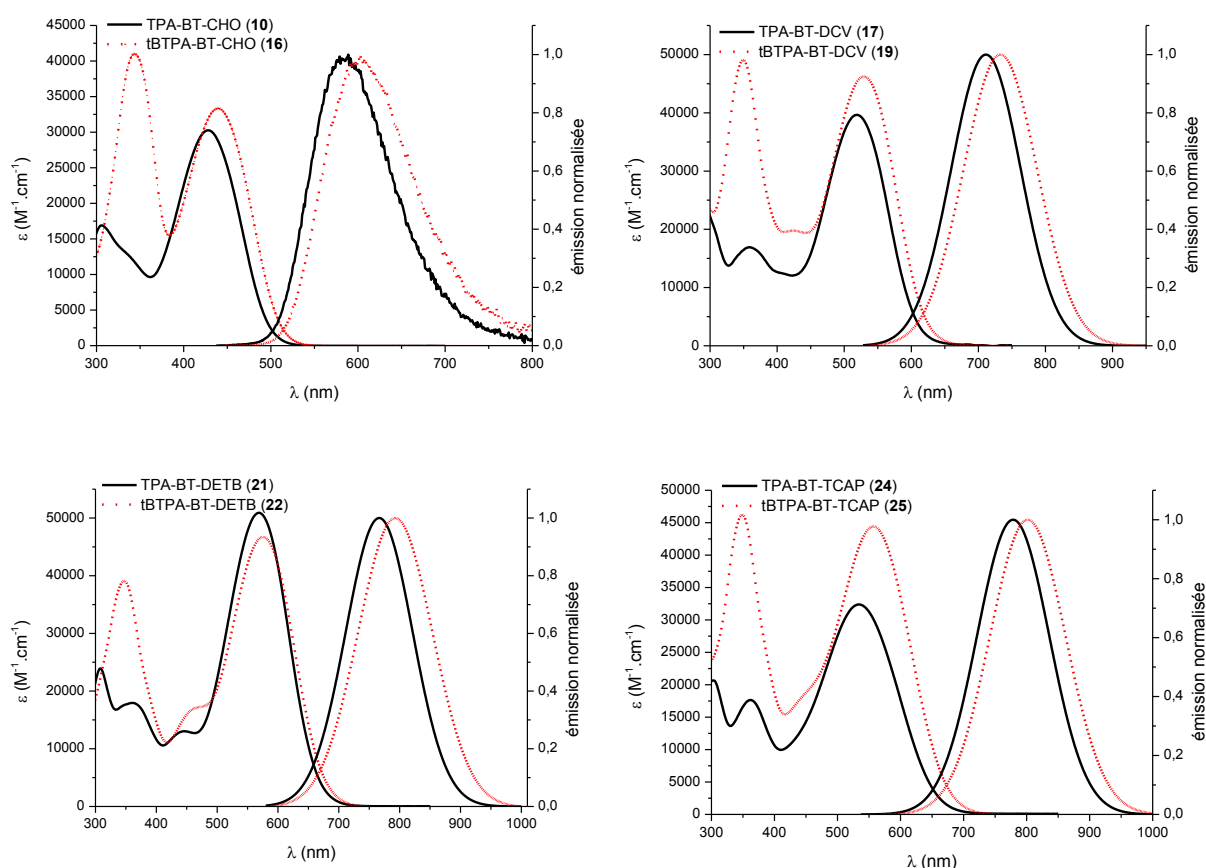 TPA-BT-CHO (10)
tBTPA-BT-CHO (16)
45000
40000
35000
30000
25000
20000
15000
10000
5000
0
ε (M⁻¹.cm⁻¹)
1,0
0,8
0,6
0,4
0,2
0,0
émission normalisée
300 400 500 600 700 800
λ (nm)
TPA-BT-DCV (17)
tBTPA-BT-DCV (19)
50000
40000
30000
20000
10000
0
ε (M⁻¹.cm⁻¹)
1,0
0,8
0,6
0,4
0,2
0,0
émission normalisée
300 400 500 600 700 800 900
λ (nm)
TPA-BT-DETB (21)
tBTPA-BT-DETB (22)
50000
40000
30000
20000
10000
0
ε (M⁻¹.cm⁻¹)
1,0
0,8
0,6
0,4
0,2
0,0
émission normalisée
300 400 500 600 700 800 900 1000
λ (nm)
TPA-BT-TCAP (24)
tBTPA-BT-TCAP (25)
50000
45000
40000
35000
30000
25000
20000
15000
10000
5000
0
ε (M⁻¹.cm⁻¹)
1,0
0,8
0,6
0,4
0,2
0,0
émission normalisée
300 400 500 600 700 800 900 1000
λ (nm)